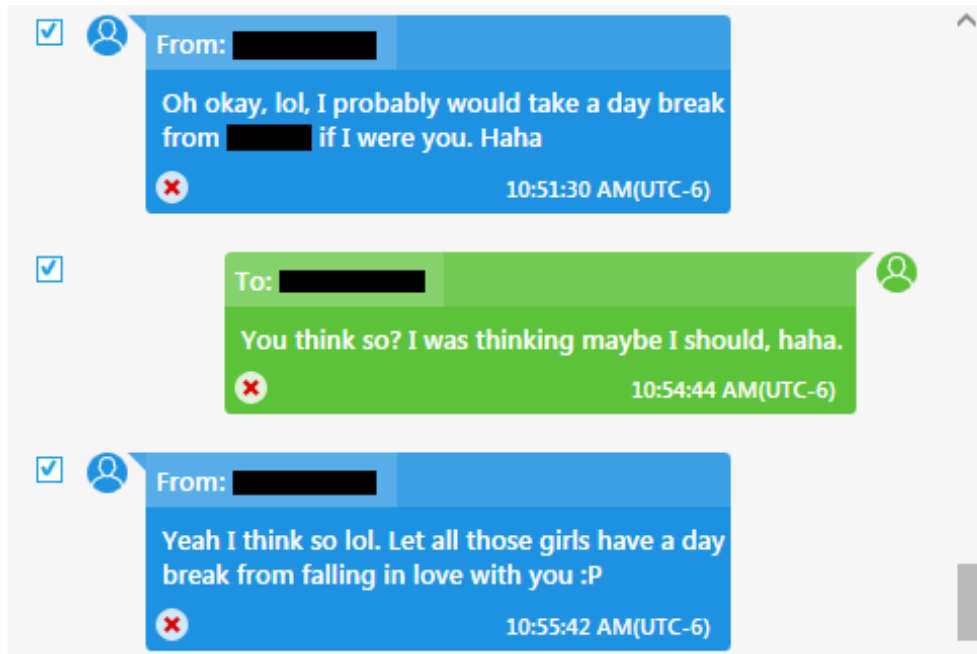 From:
Oh okay, lol, I probably would take a day break
from if I were you. Haha
10:51:30 AM(UTC-6)
To:
You think so? I was thinking maybe I should, haha.
10:54:44 AM(UTC-6)
From:
Yeah I think so lol. Let all those girls have a day
break from falling in love with you :P
10:55:42 AM(UTC-6)